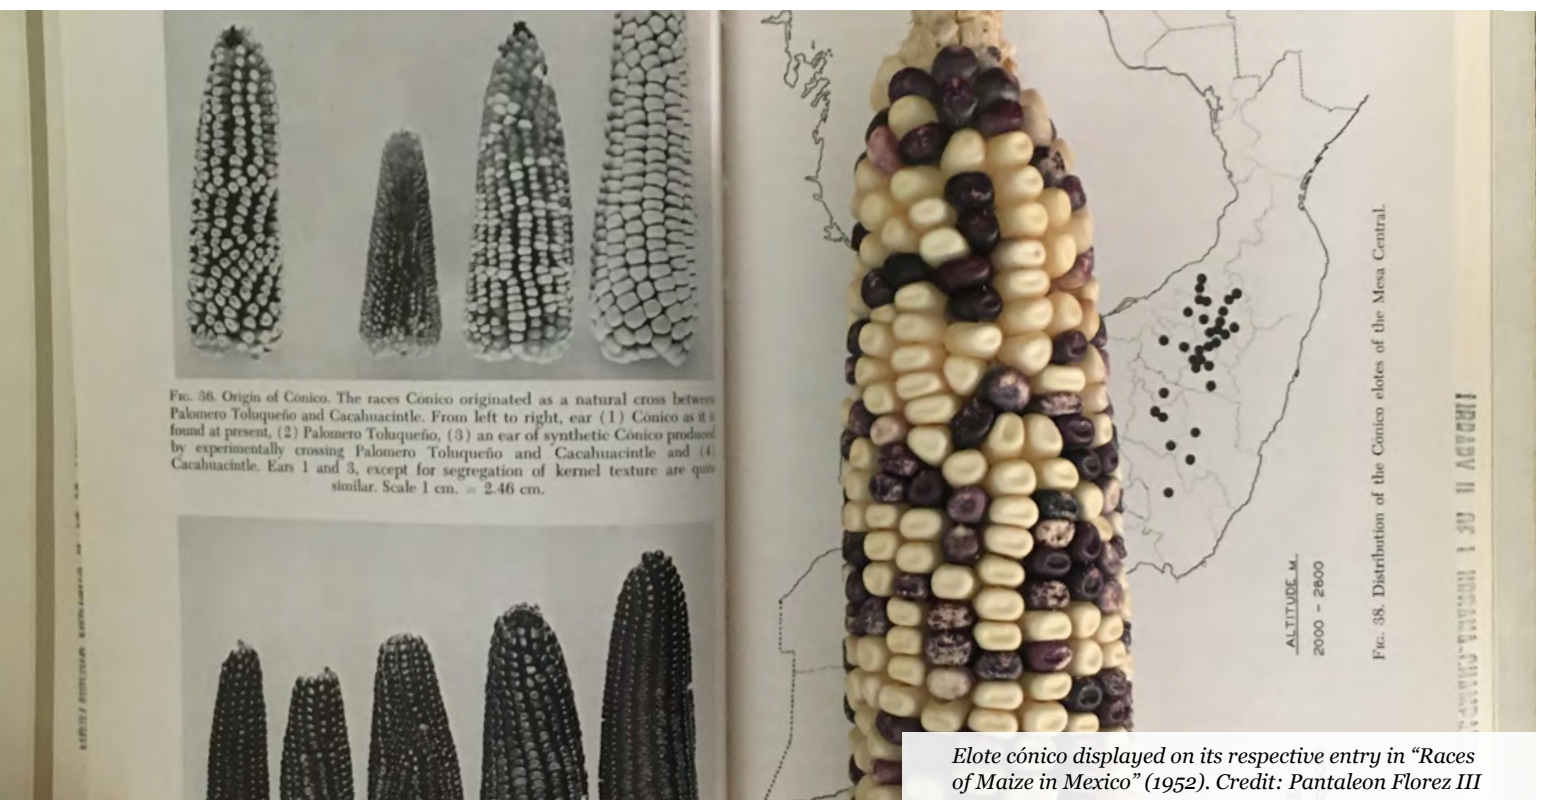 FIG. 36. Origin of Cónico. The races Cónico originated as a natural cross between
Palomero Toluqueño and Cacahuacintle. From left to right, ear (1) Cónico as it is
found at present, (2) Palomero Toluqueño, (3) an ear of synthetic Cónico produced
by experimentally crossing Palomero Toluqueño and Cacahuacintle and (4)
Cacahuacintle. Ears 1 and 3, except for segregation of kernel texture are quite
similar. Scale 1 cm. = 2.46 cm.
ALTITUDE M.
2000 - 2800
FIG. 38. Distribution of the Cónico elotes of the Mesa Central.
Elote cónico displayed on its respective entry in “Races
of Maize in Mexico” (1952). Credit: Pantaleon Florez III